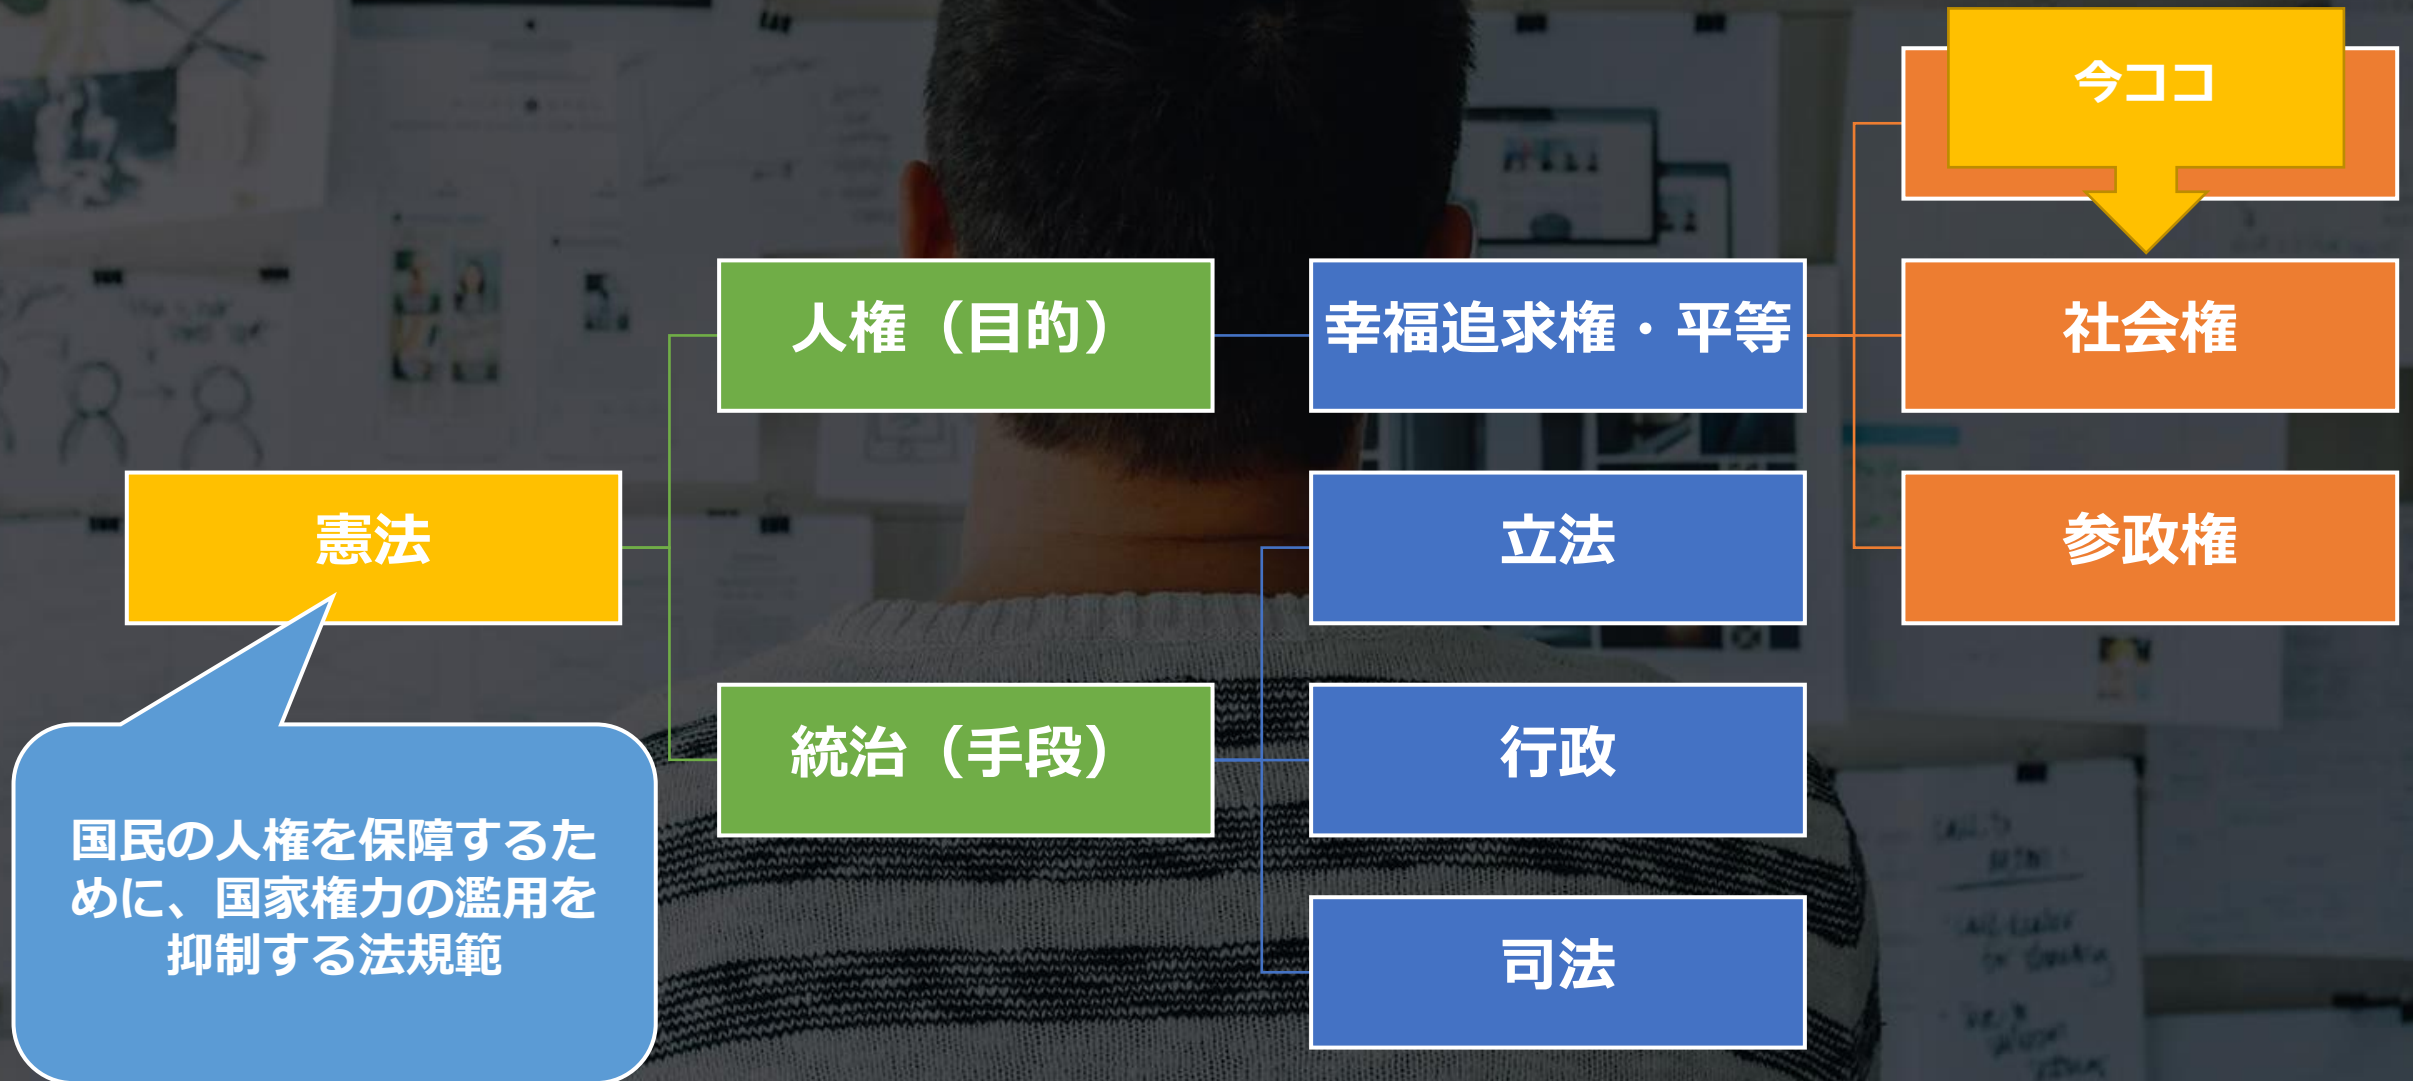 今ココ
人権（目的）
幸福追求権・平等
社会権
憲法
立法
参政権
統治（手段）
行政
国民の人権を保障するた
めに、国家権力の濫用を
抑制する法規範
司法